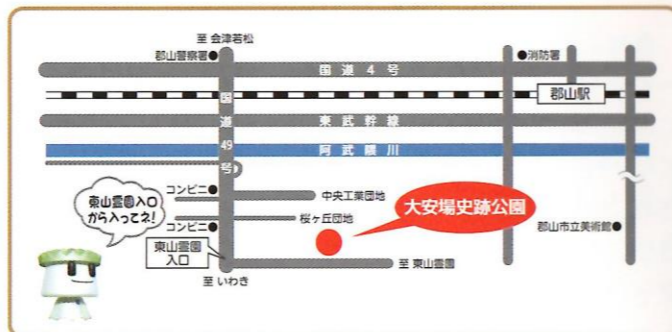 至 会津若松
郡山警察署
消防署
国道4号
郡山駅
東武幹線
国道49号
阿武隈川
コンビニ
中央工業団地
東山霊園入口
から入ってネ!
桜ヶ丘団地
大安場史跡公園
コンビニ
郡山市立美術館
東山霊園
入口
至 東山霊園
至 いわき